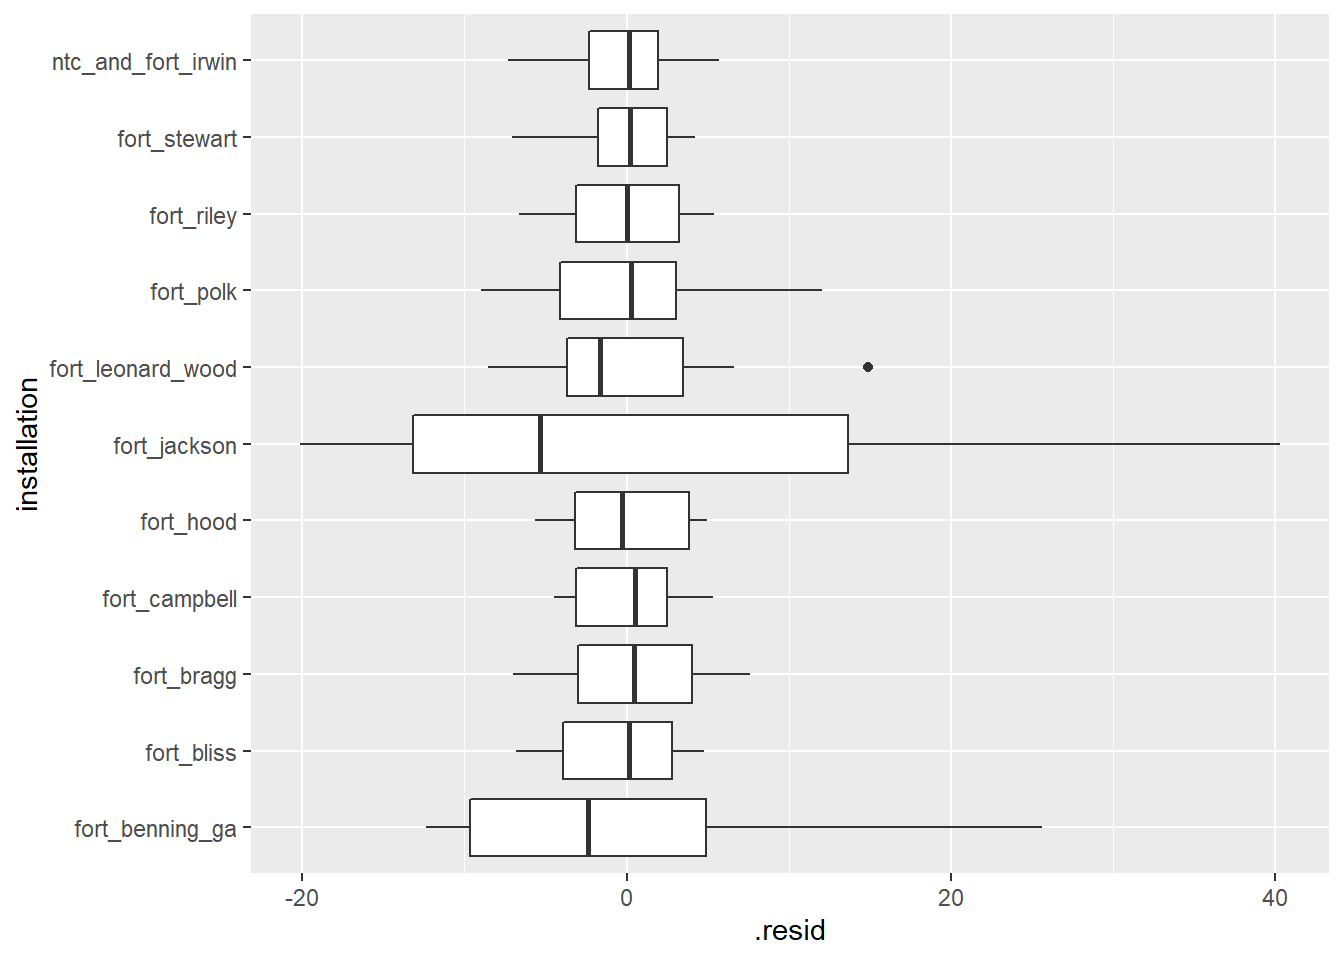 ntc_and_fort_irwin
fort_stewart
fort_riley
fort_polk
fort_leonard_wood
fort_jackson
fort_hood
fort_campbell
fort_bragg
fort_bliss
fort_benning_ga
installation
-20 0 20 40
.resid